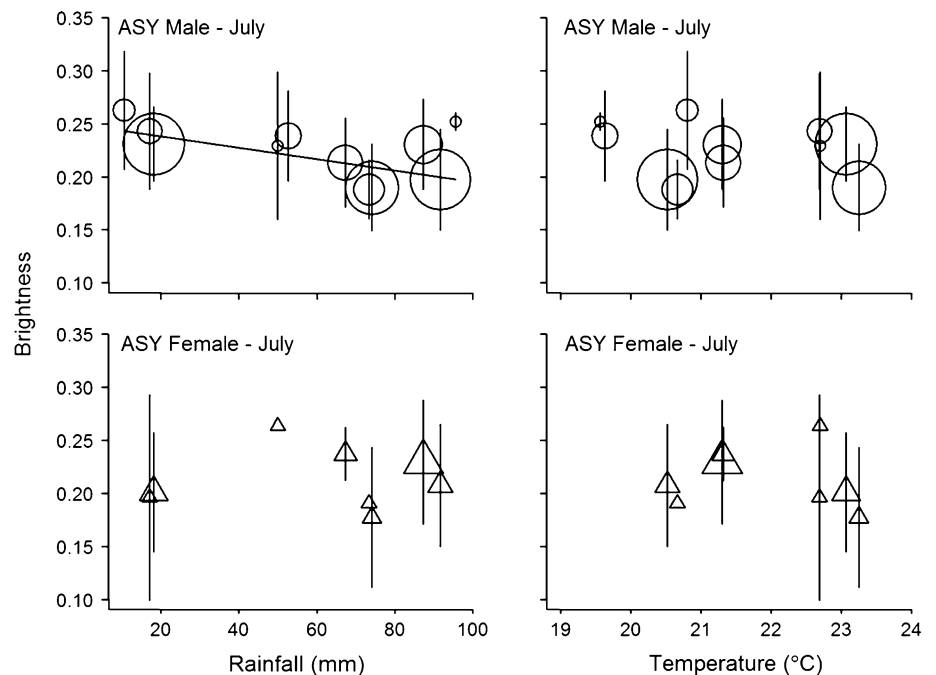 ASY Male - July
ASY Male - July
0.35
0.30
0.25
0.20
0.15
0.10
Brightness
ASY Female - July
ASY Female - July
0.35
0.30
0.25
0.20
0.15
0.10
20 40 60 80 100
19 20 21 22 23 24
Rainfall (mm)
Temperature (°C)